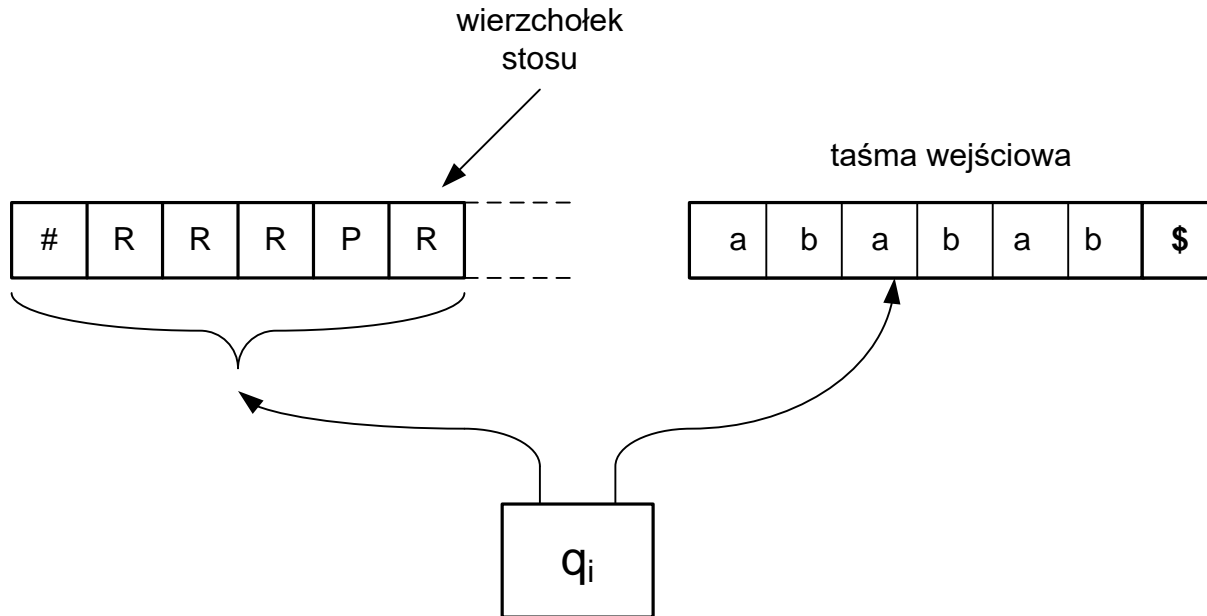 wierzchołek
stosu
taśma wejściowa
# R R R P R
a b a b a b $
qi